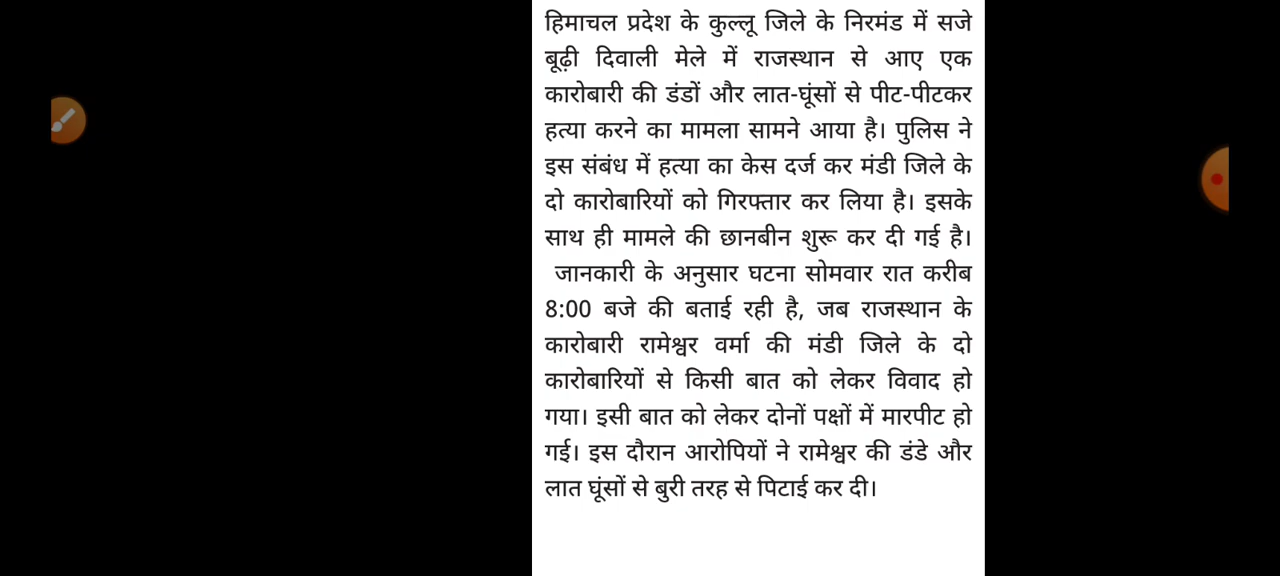 हिमाचल प्रदेश के कुल्लू जिले के निरमंड में सजे
बूढ़ी दिवाली मेले में राजस्थान से आए एक
कारोबारी की डंडों और लात-घूंसों से पीट-पीटकर
हत्या करने का मामला सामने आया है। पुलिस ने
इस संबंध में हत्या का केस दर्ज कर मंडी जिले के
दो कारोबारियों को गिरफ्तार कर लिया है। इसके
साथ ही मामले की छानबीन शुरू कर दी गई है।
जानकारी के अनुसार घटना सोमवार रात करीब
8:00 बजे की बताई रही है, जब राजस्थान के
कारोबारी रामेश्वर वर्मा की मंडी जिले के दो
कारोबारियों से किसी बात को लेकर विवाद हो
गया। इसी बात को लेकर दोनों पक्षों में मारपीट हो
गई। इस दौरान आरोपियों ने रामेश्वर की डंडे और
लात घूंसों से बुरी तरह से पिटाई कर दी।